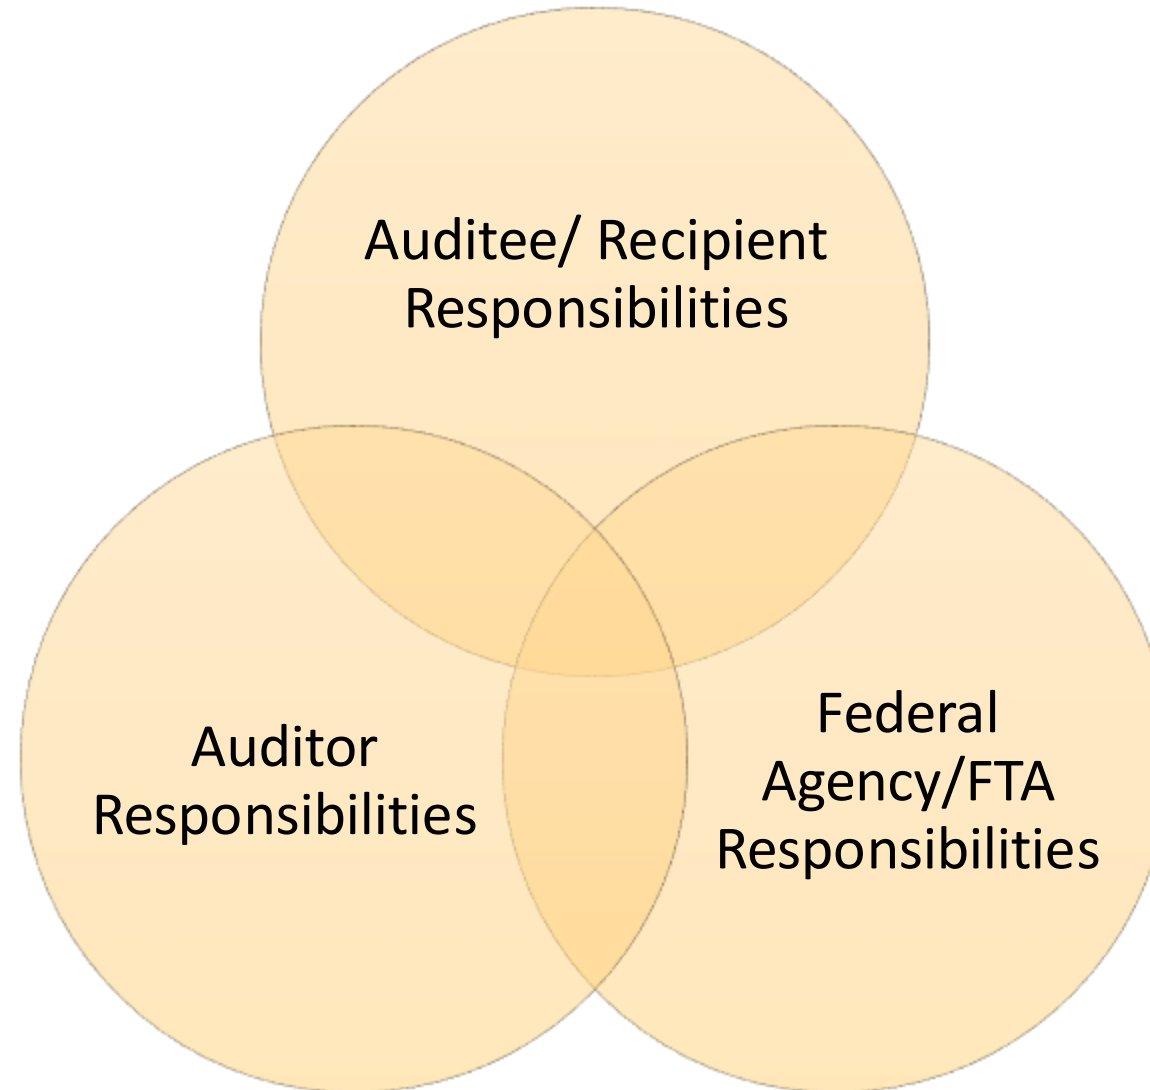 Auditee/ Recipient
Responsibilities
Auditor
Responsibilities
Federal
Agency/FTA
Responsibilities